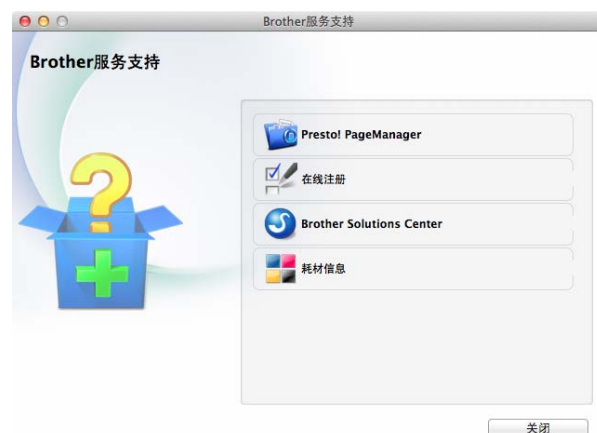 Brother服务支持
Brother服务支持
Presto! PageManager
在线注册
Brother Solutions Center
耗材信息
关闭